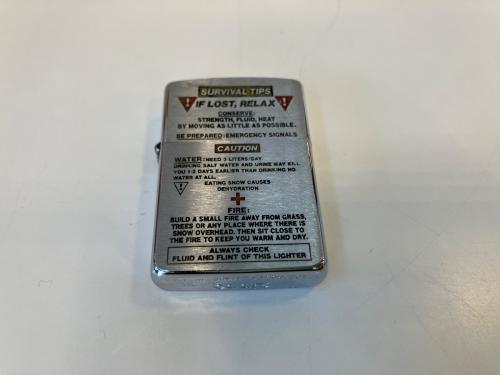 SURVIVAL TIPS
IF LOST, RELAX
CONSERVE:
STRENGTH, FLUID, HEAT
BY MOVING AS LITTLE AS POSSIBLE.
BE PREPARED: EMERGENCY SIGNALS
CAUTION
WATER: NEED 3 LITERS/DAY
DRINKING SALT WATER AND URINE MAY KILL
YOU 1-2 DAYS EARLIER THAN DRINKING NO
WATER AT ALL.
EATING SNOW CAUSES
DEHYDRATION
FIRE:
BUILD A SMALL FIRE AWAY FROM GRASS,
TREES OR ANY PLACE WHERE THERE IS
SNOW OVERHEAD. THEN SIT CLOSE TO
THE FIRE TO KEEP YOU WARM AND DRY.
ALWAYS CHECK
FLUID AND FLINT OF THIS LIGHTER